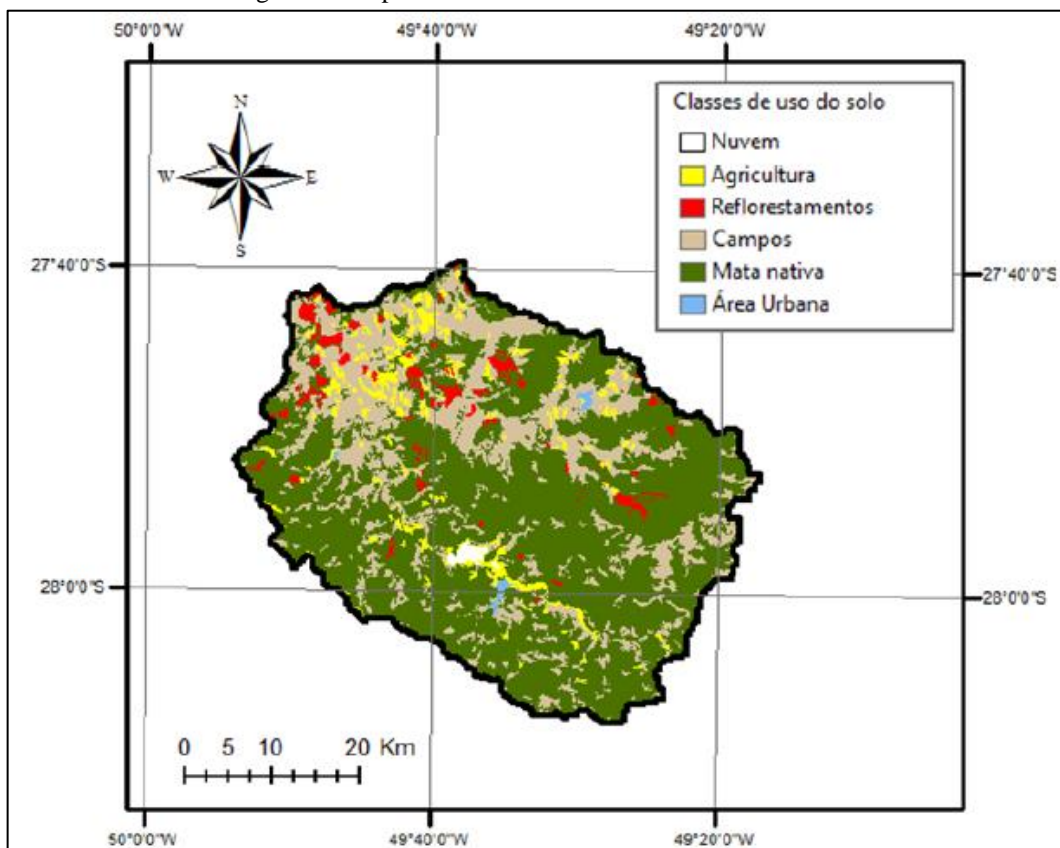 50°0'0"W 49°40'0"W 49°20'0"W
Classes de uso do solo
Nuvem
Agricultura
Reflorestamentos
Campos
Mata nativa
Área Urbana
N
W E
S
27°40'0"S 27°40'0"S
28°0'0"S 28°0'0"S
0 5 10 20 Km
50°0'0"W 49°40'0"W 49°20'0"W